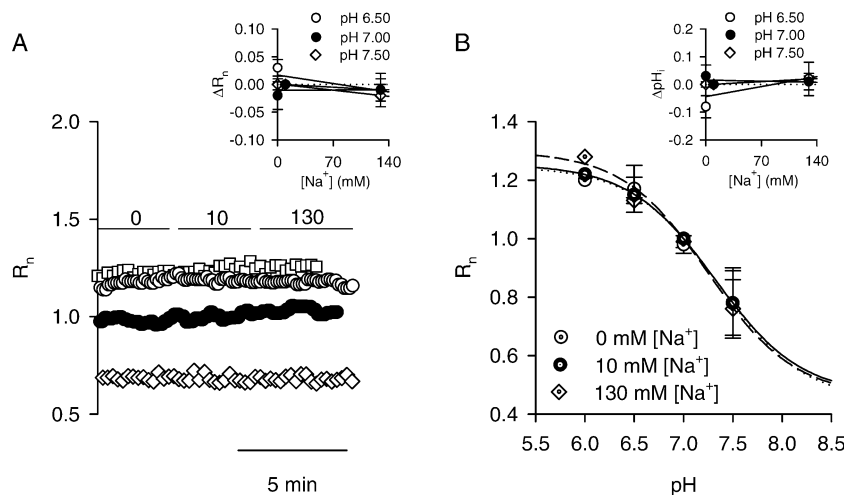 A
pH 6.50
pH 7.00
pH 7.50
ΔRn
0.10
0.05
0.00
-0.05
-0.10
0 70 140
[Na+] (mM)
Rn
2.0
1.5
1.0
0.5
0 10 130
5 min
B
pH 6.50
pH 7.00
pH 7.50
ΔpHi
0.2
0.1
0.0
-0.1
-0.2
0 70 140
[Na+] (mM)
Rn
1.4
1.2
1.0
0.8
0.6
0.4
0 mM [Na+]
10 mM [Na+]
130 mM [Na+]
5.5 6.0 6.5 7.0 7.5 8.0 8.5
pH